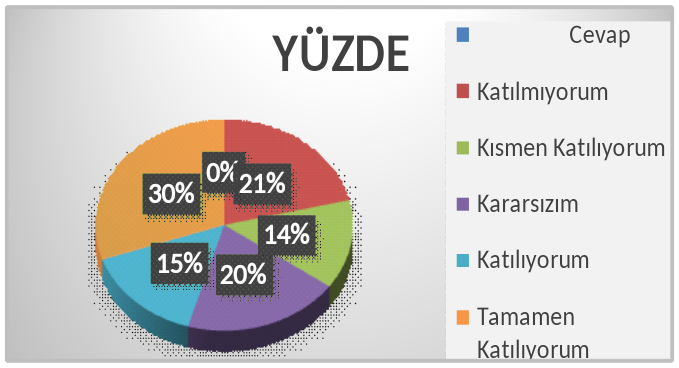 YÜZDE
Cevap
Katılmıyorum
Kısmen Katılıyorum
Kararsızım
Katılıyorum
Tamamen
Katılıyorum
0%
21%
30%
14%
15%
20%